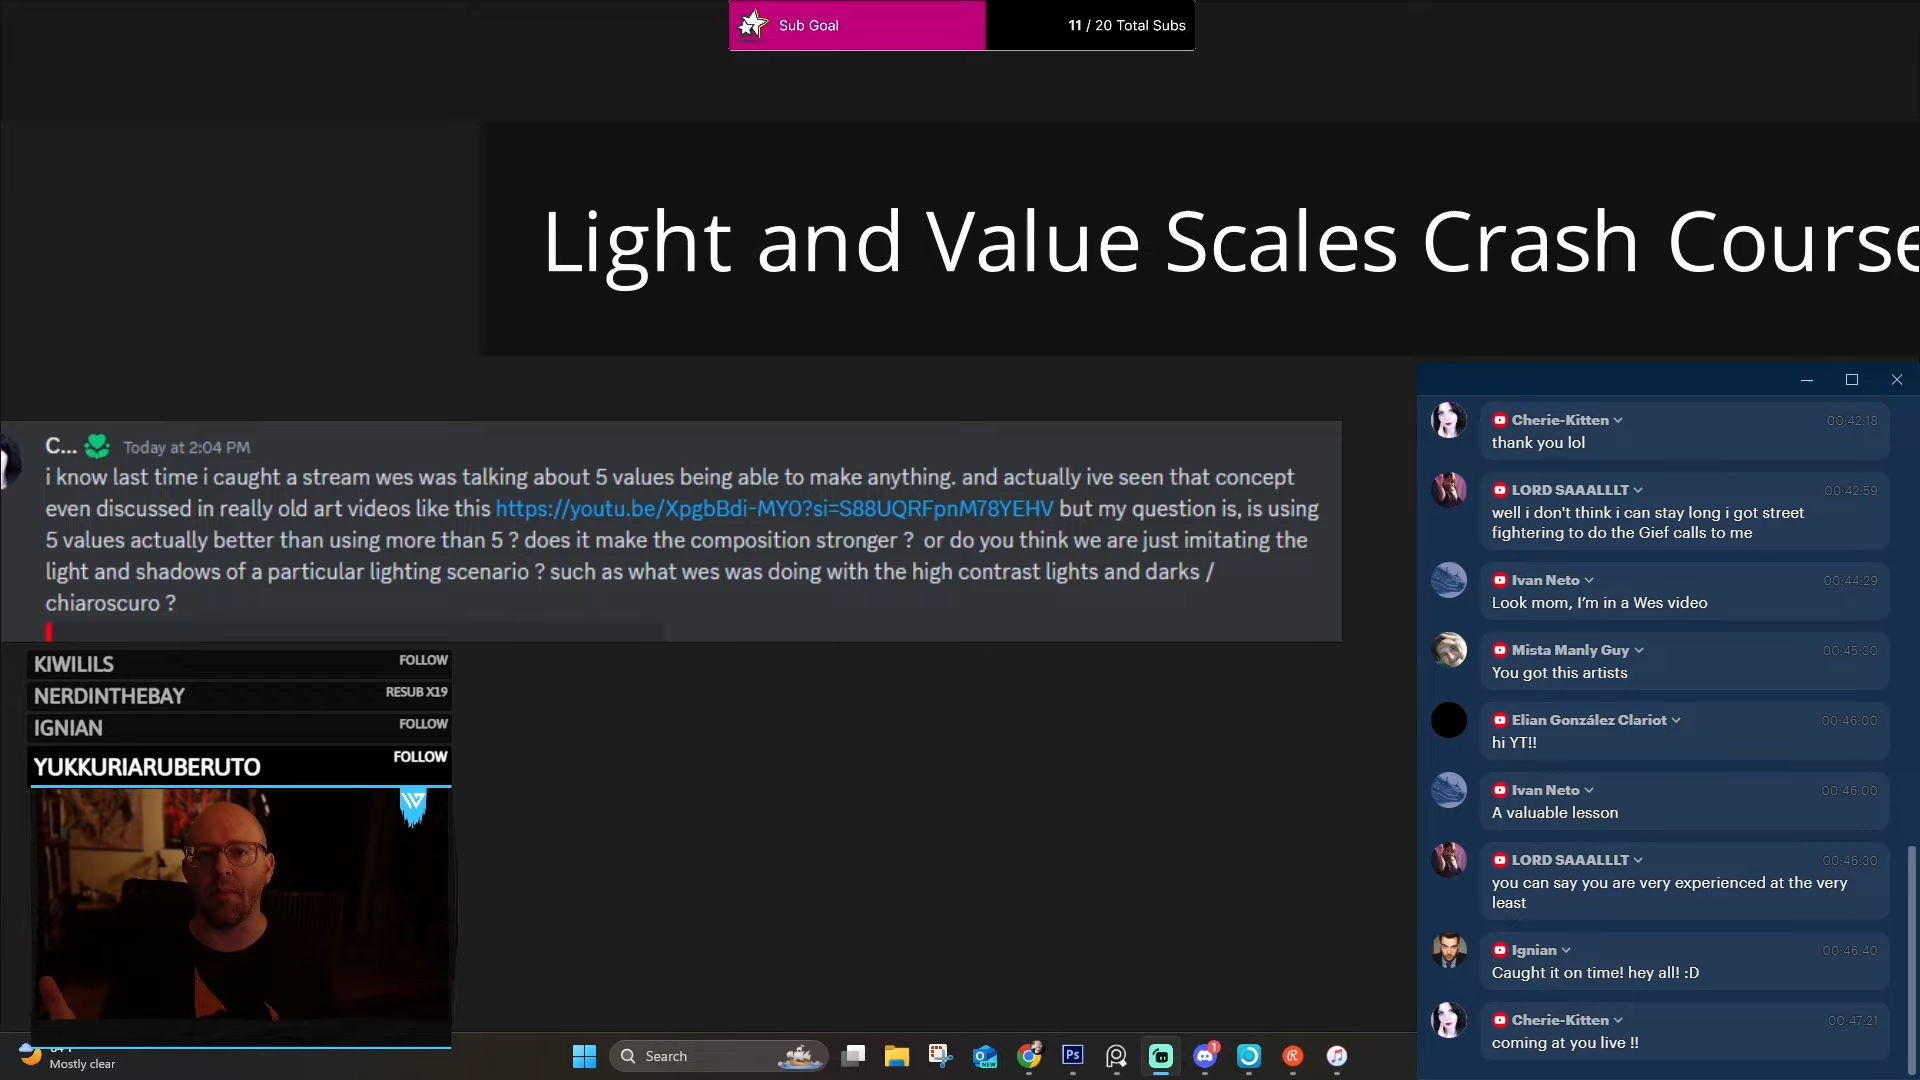 Sub Goal
11 / 20 Total Subs
Light and Value Scales Crash Course
C... Today at 2:04 PM
i know last time i caught a stream wes was talking about 5 values being able to make anything. and actually ive seen that concept
even discussed in really old art videos like this https://youtu.be/XpgbBdi-MY0?si=S88UQRFpnM78YEHV but my question is, is using
5 values actually better than using more than 5 ? does it make the composition stronger ? or do you think we are just imitating the
light and shadows of a particular lighting scenario ? such as what wes was doing with the high contrast lights and darks /
chiaroscuro ?
KIWILILS FOLLOW
NERDINTHEBAY RESUB X19
IGNIAN FOLLOW
YUKKURIARUBERUTO FOLLOW
Cherie-Kitten 00:42:18
thank you lol
LORD SAAALLLT 00:42:59
well i don't think i can stay long i got street
fightering to do the Gief calls to me
Ivan Neto 00:44:29
Look mom, I'm in a Wes video
Mista Manly Guy 00:45:30
You got this artists
Elian González Clariot 00:46:00
hi YT!!
Ivan Neto 00:46:00
A valuable lesson
LORD SAAALLLT 00:46:30
you can say you are very experienced at the very
least
Ignian 00:46:40
Caught it on time! hey all! :D
Cherie-Kitten 00:47:21
coming at you live !!
Mostly clear
Search
NEW
Ps
1
R